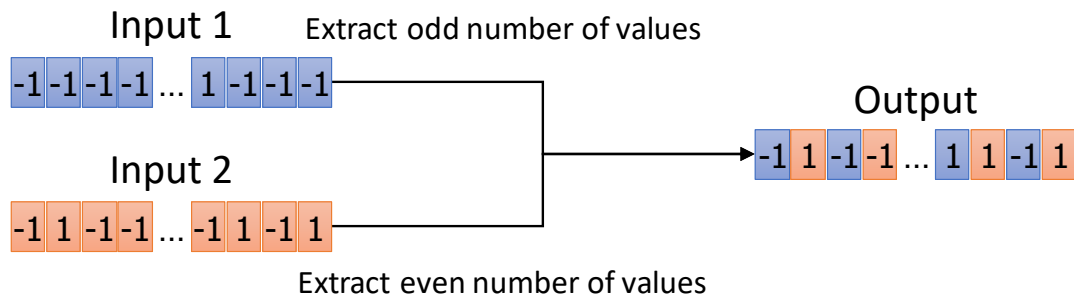 Input 1
Extract odd number of values
-1 -1 -1 -1 ... 1 -1 -1 -1
Output
-1 1 -1 -1 ... 1 1 -1 1
Input 2
-1 1 -1 -1 ... -1 1 -1 1
Extract even number of values